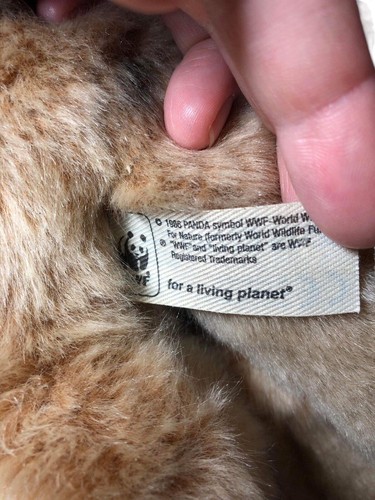 © 1986 PANDA symbol WWF-World
For Nature (formerly World Wildlife
® "WWF" and "living planet" are WWF
Registered Trademarks
WWF
for a living planet®